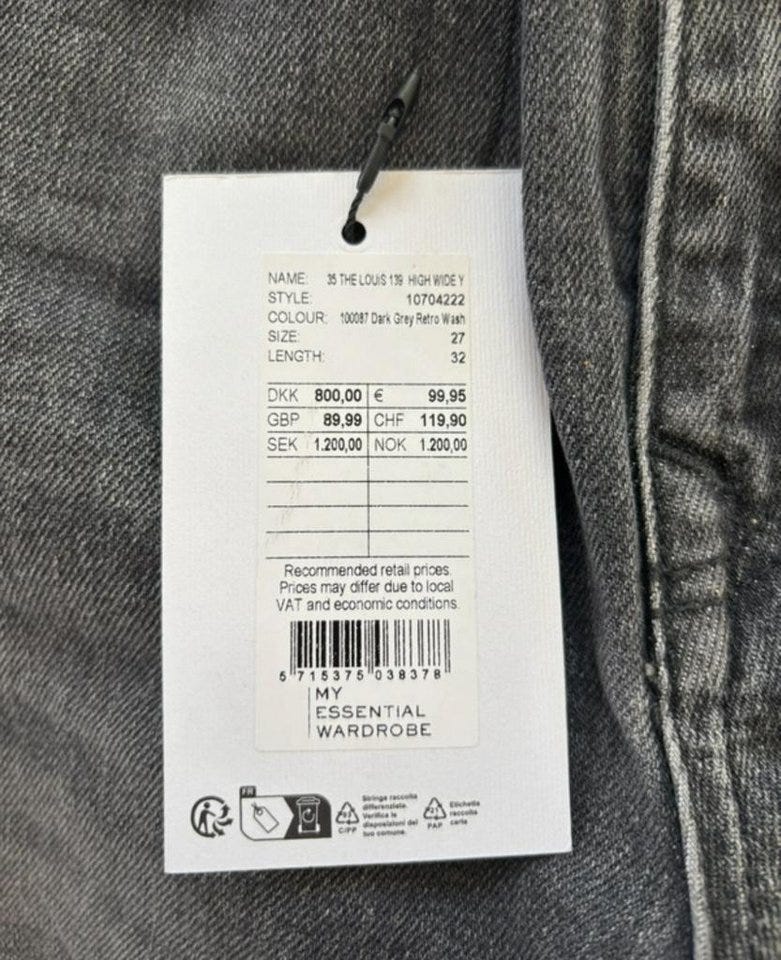 NAME: 35 THE LOUIS 139 HIGH WIDE Y
STYLE: 10704222
COLOUR: 100087 Dark Grey Retro Wash
SIZE: 27
LENGTH: 32
DKK 800,00 € 99,95
GBP 89,99 CHF 119,90
SEK 1.200,00 NOK 1.200,00
Recommended retail prices.
Prices may differ due to local
VAT and economic conditions.
5 715375 038378
MY
ESSENTIAL
WARDROBE
FR
Stringa raccolta
differenziata.
Verifica le
disposizioni del
tuo comune.
C/PP
Etichetta
raccolta
carta
21
PAP